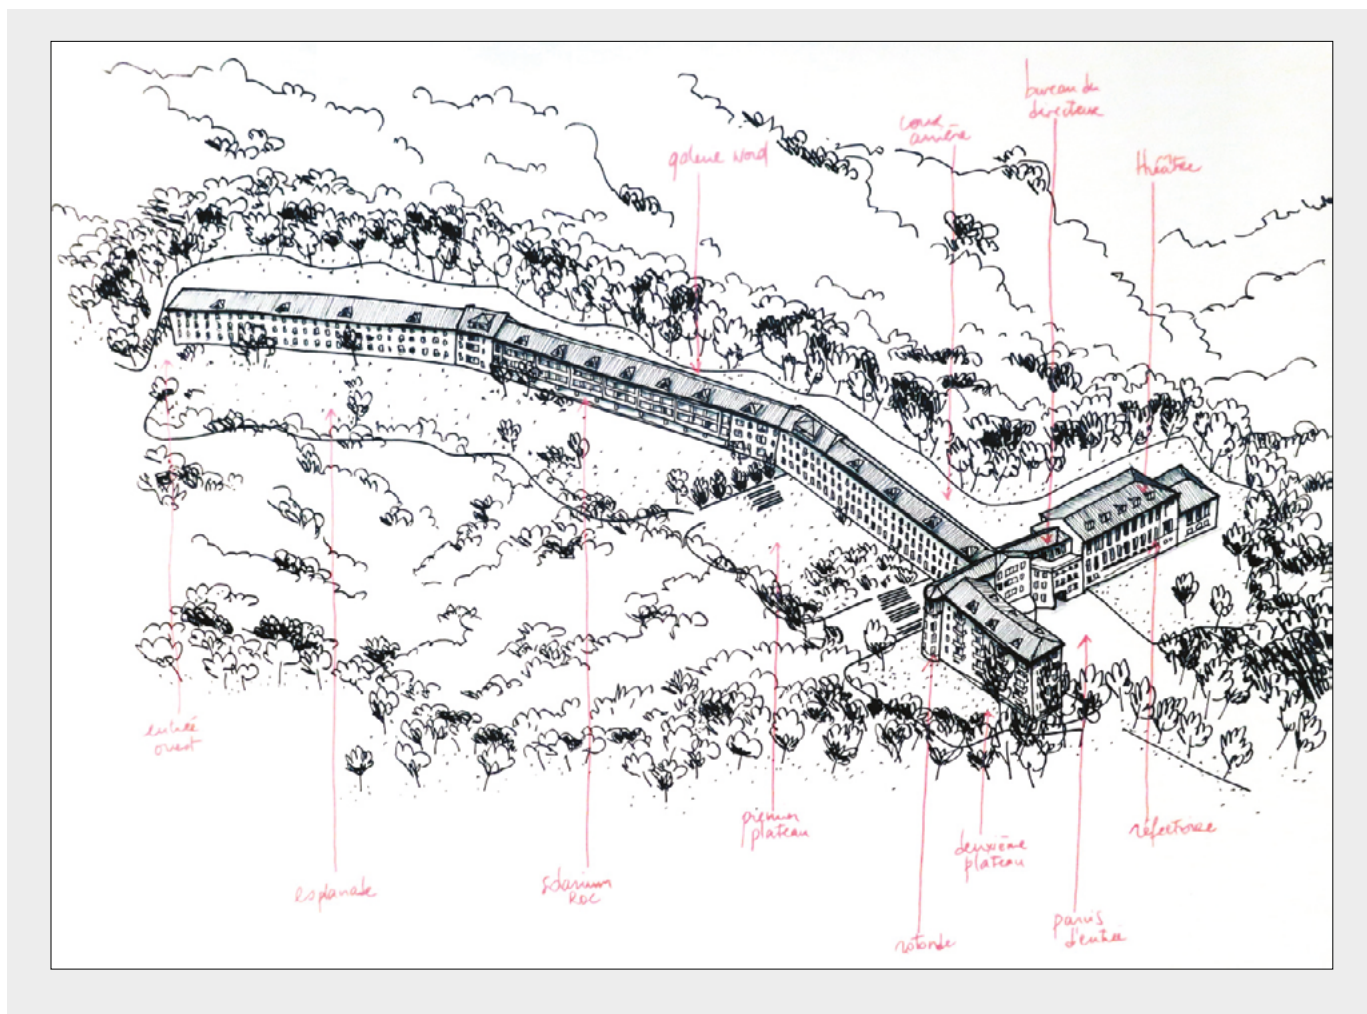 bureau du
directeur
cour
arrière
théâtre
galerie Nord
entrée
ouest
premier
plateau
réfectoire
deuxième
plateau
esplanade
solarium
ROC
parvis
d'entrée
rotonde